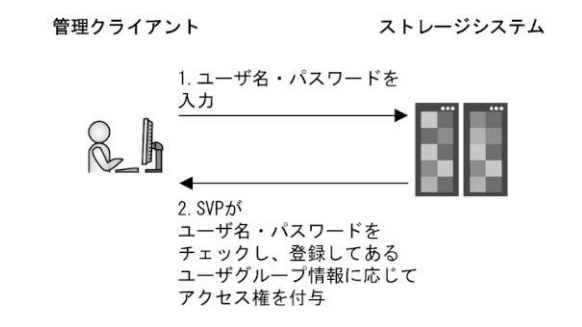 管理クライアント
ストレージシステム
1. ユーザ名・パスワードを
入力
2. SVPが
ユーザ名・パスワードを
チェックし、登録してある
ユーザグループ情報に応じて
アクセス権を付与